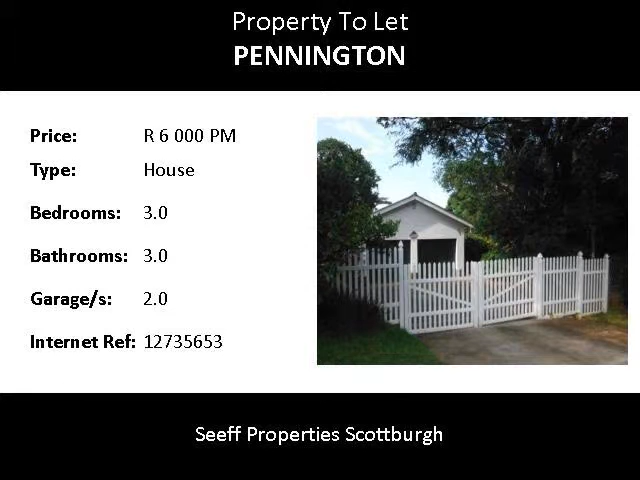 Property To Let
PENNINGTON
Price: R 6 000 PM
Type: House
Bedrooms: 3.0
Bathrooms: 3.0
Garage/s: 2.0
Internet Ref: 12735653
Seeff Properties Scottburgh